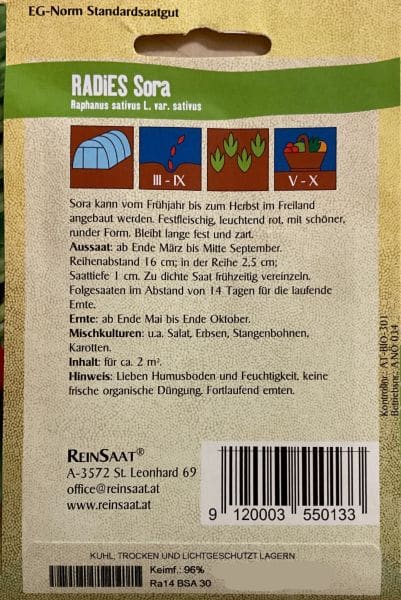 EG-Norm Standardsaatgut
RADiES Sora
Raphanus sativus L. var. sativus
III - IX
V - X
Sora kann vom Frühjahr bis zum Herbst im Freiland
angebaut werden. Festfleischig, leuchtend rot, mit schöner,
runder Form. Bleibt lange fest und zart.
Aussaat: ab Ende März bis Mitte September.
Reihenabstand 16 cm; in der Reihe 2,5 cm;
Saattiefe 1 cm. Zu dichte Saat frühzeitig vereinzeln.
Folgesaaten im Abstand von 14 Tagen für die laufende
Ernte.
Ernte: ab Ende Mai bis Ende Oktober.
Mischkulturen: u.a. Salat, Erbsen, Stangenbohnen,
Karotten.
Inhalt: für ca. 2 m².
Hinweis: Lieben Humusboden und Feuchtigkeit, keine
frische organische Düngung. Fortlaufend ernten.
Kontrollnr. AT-BIO-301
Betriebsnr. A NO 034
REINSAAT®
A-3572 St. Leonhard 69
office@reinsaat.at
www.reinsaat.at
9 120003 550133
KÜHL, TROCKEN UND LICHTGESCHÜTZT LAGERN
Keimf.: 96%
Ra14 BSA 30